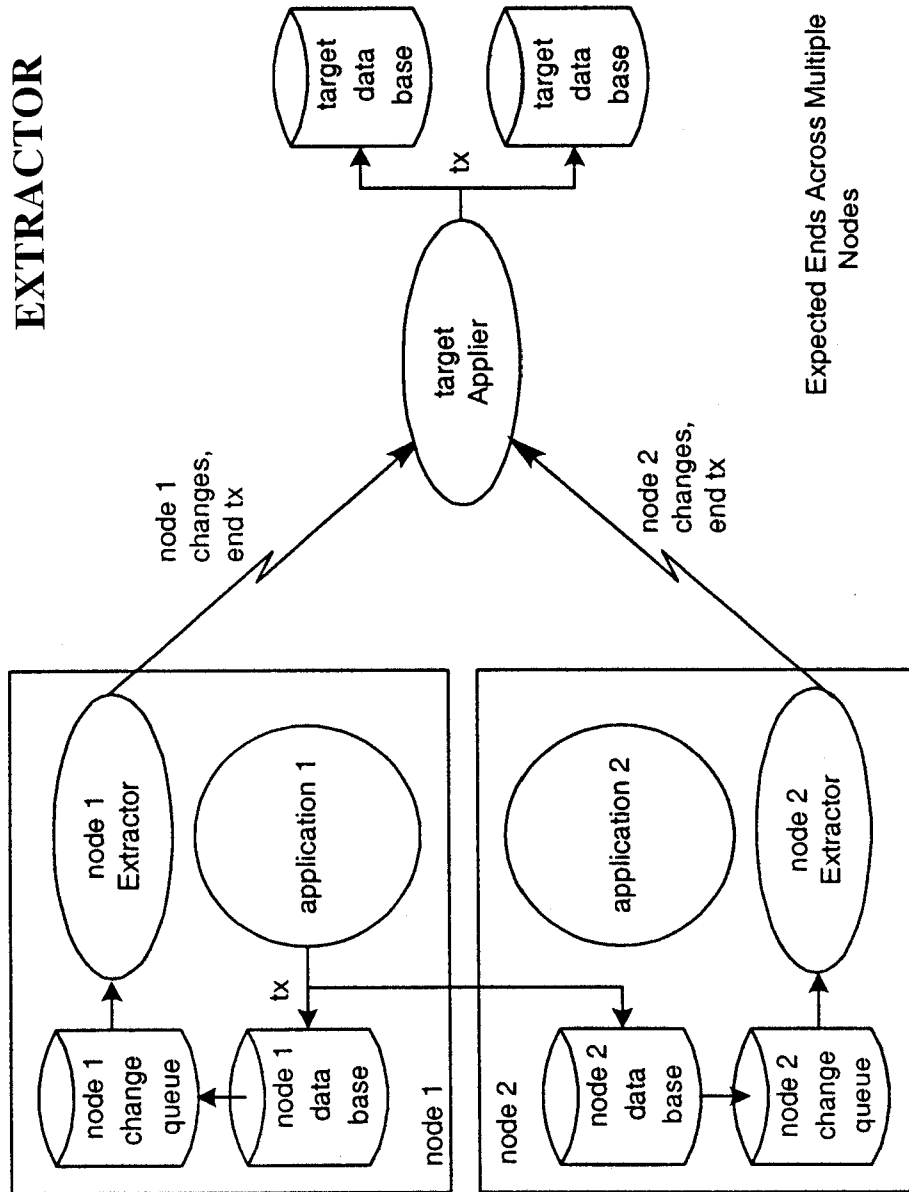 EXTRACTOR
node 1
change
queue
node 1
Extractor
node 1
data
base
tx
application 1
node 1
node 1
changes,
end tx
node 2
node 2
data
base
application 2
node 2
change
queue
node 2
Extractor
node 2
changes,
end tx
target
Applier
tx
target
data
base
target
data
base
Expected Ends Across Multiple
Nodes